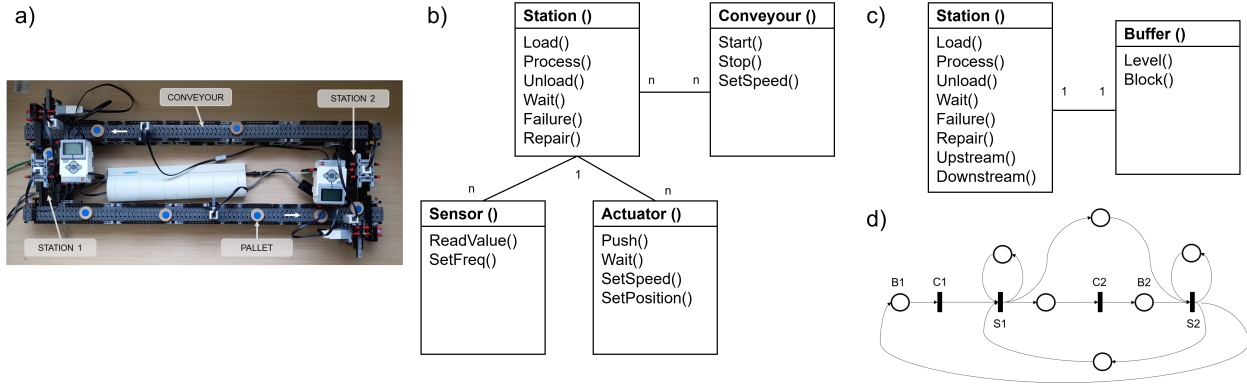 a)
CONVEYOUR
STATION 2
STATION 1
PALLET
b)
Station ()
Load()
Process()
Unload()
Wait()
Failure()
Repair()
n
n
Conveyour ()
Start()
Stop()
SetSpeed()
n
1
n
Sensor ()
ReadValue()
SetFreq()
Actuator ()
Push()
Wait()
SetSpeed()
SetPosition()
c)
Station ()
Load()
Process()
Unload()
Wait()
Failure()
Repair()
Upstream()
Downstream()
1
1
Buffer ()
Level()
Block()
d)
B1
C1
S1
C2
B2
S2